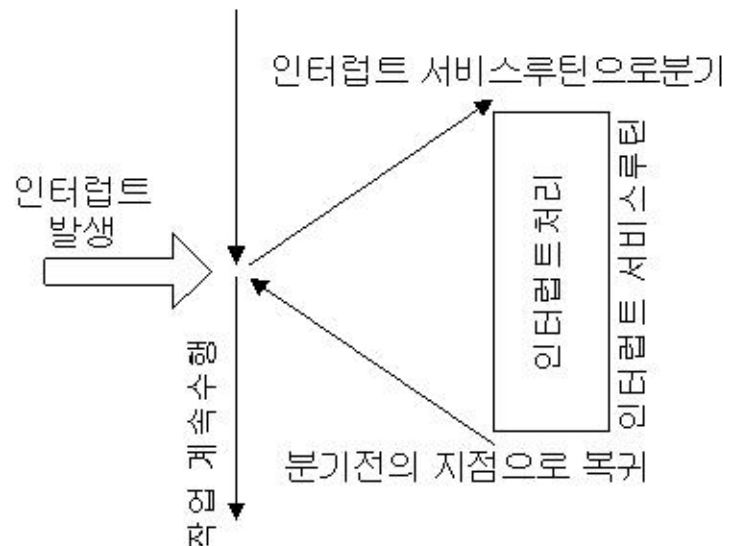 인터럽트 서비스루틴으로분기
인터럽트
발생
인터럽트처리
인터럽트 서비스루틴
작업 계속수행
분기전의 지점으로 복귀